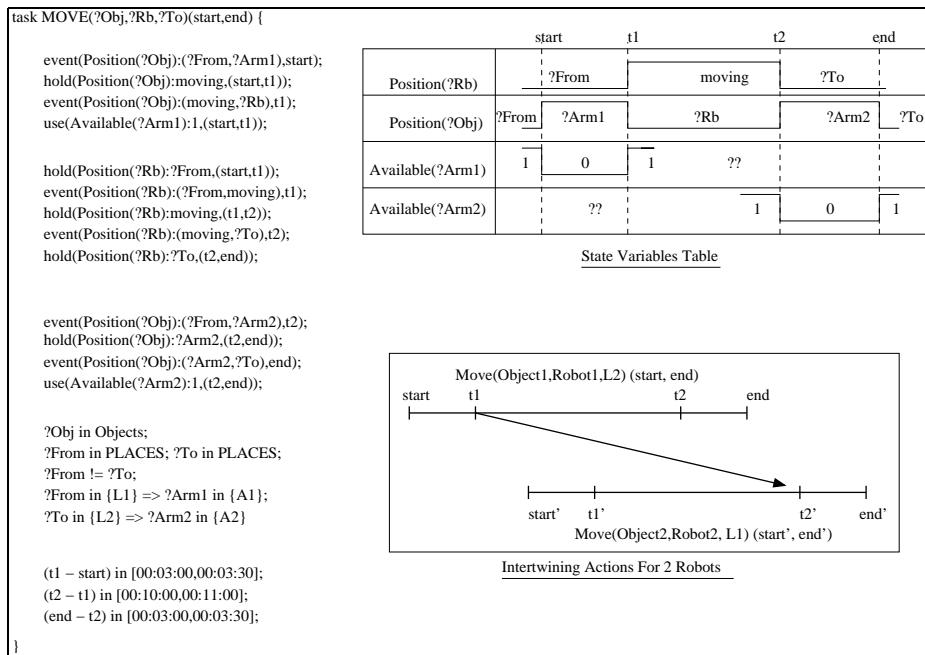 task MOVE(?Obj,?Rb,?To)(start,end) {
event(Position(?Obj):(?From,?Arm1),start);
hold(Position(?Obj):moving,(start,t1));
event(Position(?Obj):(moving,?Rb),t1);
use(Available(?Arm1):1,(start,t1));
hold(Position(?Rb):?From,(start,t1));
event(Position(?Rb):(?From,moving),t1);
hold(Position(?Rb):moving,(t1,t2));
event(Position(?Rb):(moving,?To),t2);
hold(Position(?Rb):?To,(t2,end));
event(Position(?Obj):(?From,?Arm2),t2);
hold(Position(?Obj):?Arm2,(t2,end));
event(Position(?Obj):(?Arm2,?To),end);
use(Available(?Arm2):1,(t2,end));
?Obj in Objects;
?From in PLACES; ?To in PLACES;
?From != ?To;
?From in {L1} => ?Arm1 in {A1};
?To in {L2} => ?Arm2 in {A2}
(t1 – start) in [00:03:00,00:03:30];
(t2 – t1) in [00:10:00,00:11:00];
(end – t2) in [00:03:00,00:03:30];
}
start t1 t2 end
Position(?Rb) ?From moving ?To
Position(?Obj) ?From ?Arm1 ?Rb ?Arm2 ?To
Available(?Arm1) 1 0 1 ??
Available(?Arm2) ?? 1 0 1
State Variables Table
Move(Object1,Robot1,L2) (start, end)
start t1 t2 end
start’ t1’ t2’ end’
Move(Object2,Robot2, L1) (start’, end’)
Intertwining Actions For 2 Robots